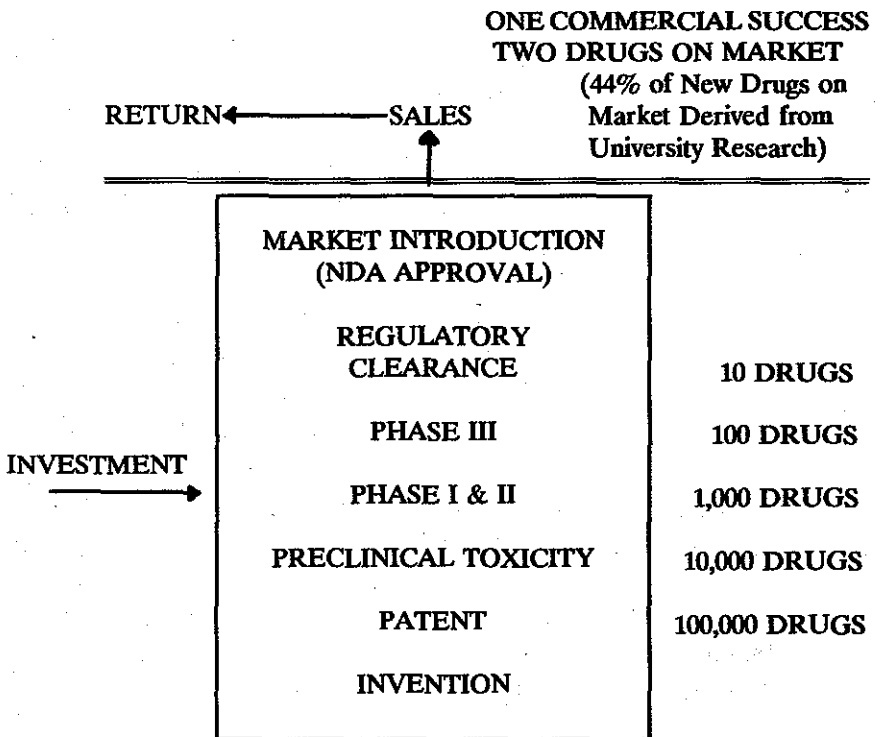 ONE COMMERCIAL SUCCESS
TWO DRUGS ON MARKET
(44% of New Drugs on
Market Derived from
University Research)
RETURN SALES
MARKET INTRODUCTION
(NDA APPROVAL)
REGULATORY
CLEARANCE 10 DRUGS
PHASE III 100 DRUGS
INVESTMENT
PHASE I & II 1,000 DRUGS
PRECLINICAL TOXICITY 10,000 DRUGS
PATENT 100,000 DRUGS
INVENTION